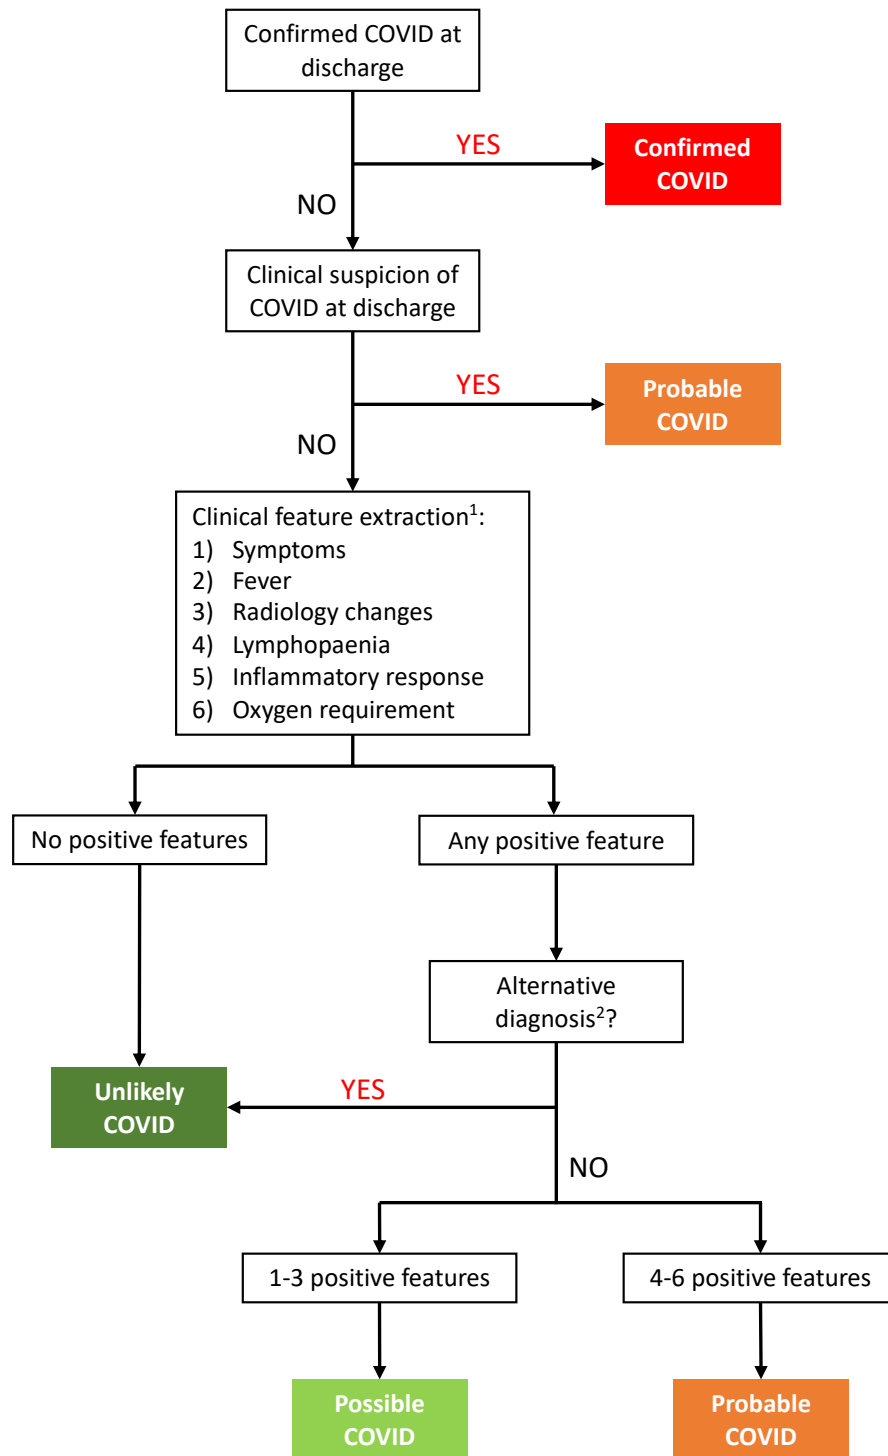 Confirmed COVID at
discharge
YES
Confirmed
COVID
NO
Clinical suspicion of
COVID at discharge
YES
Probable
COVID
NO
Clinical feature extraction¹:
1) Symptoms
2) Fever
3) Radiology changes
4) Lymphopaenia
5) Inflammatory response
6) Oxygen requirement
No positive features
Any positive feature
Alternative
diagnosis²?
Unlikely
COVID
YES
NO
1-3 positive features
4-6 positive features
Possible
COVID
Probable
COVID